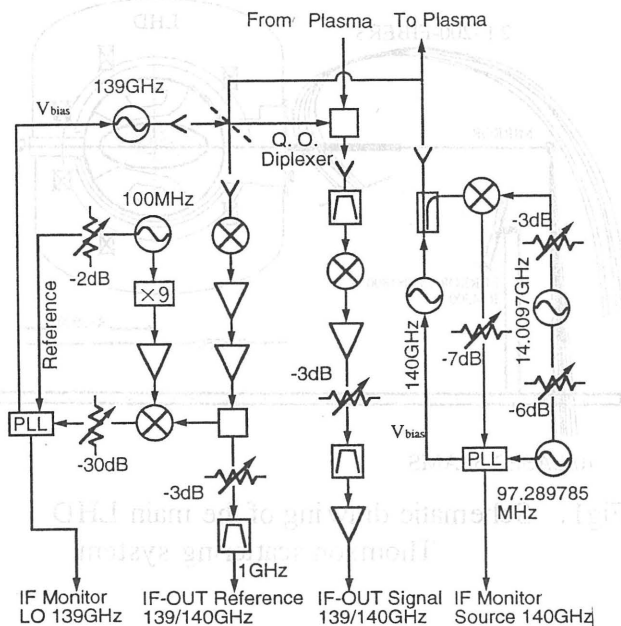 From Plasma
To Plasma
139GHz
Vbias
Q. O.
Diplexer
100MHz
-2dB
×9
Reference
-3dB
14.0097GHz
140GHz
-7dB
-3dB
-6dB
Vbias
PLL
-30dB
-3dB
PLL
97.289785
MHz
1GHz
IF Monitor
LO 139GHz
IF-OUT Reference
139/140GHz
IF-OUT Signal
139/140GHz
IF Monitor
Source 140GHz